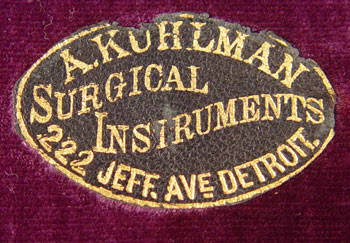 A. KUHLMAN
SURGICAL
INSTRUMENTS
222 JEFF. AVE DETROIT.